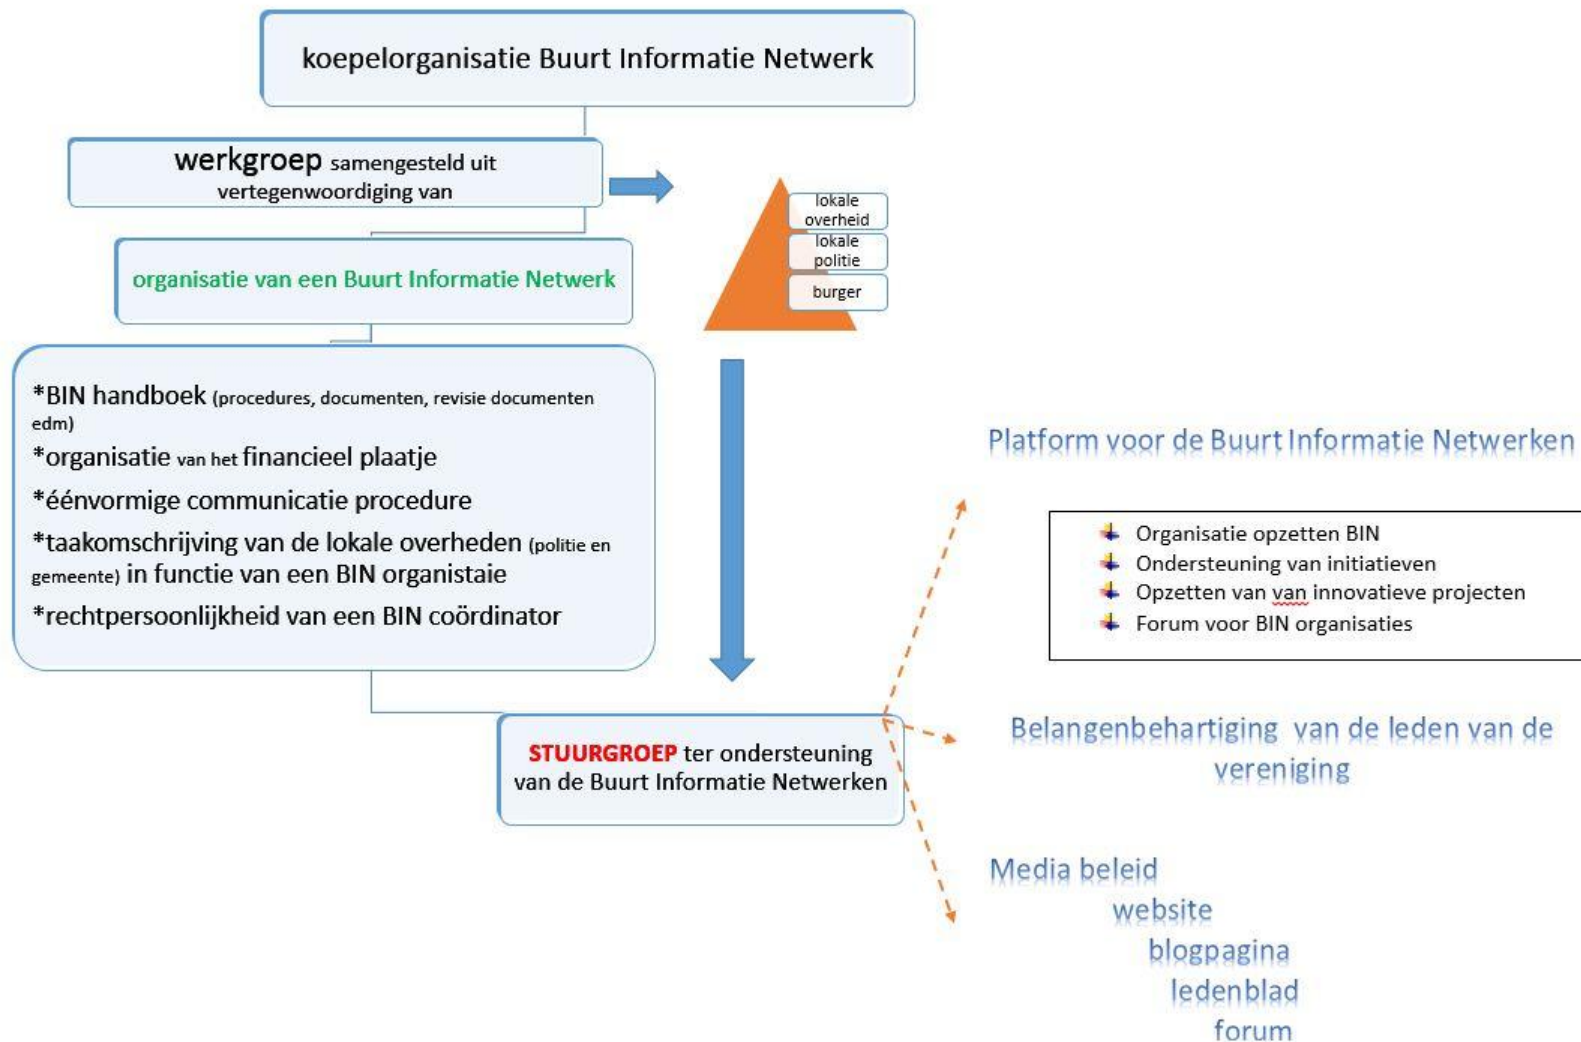 koepelorganisatie Buurt Informatie Netwerk
werkgroep samengesteld uit
vertegenwoordiging van
lokale
overheid
lokale
politie
burger
organisatie van een Buurt Informatie Netwerk
*BIN handboek (procedures, documenten, revisie documenten
edm)
*organisatie van het financieel plaatje
*éénvormige communicatie procedure
*taakomschrijving van de lokale overheden (politie en
gemeente) in functie van een BIN organistaie
*rechtpersoonlijkheid van een BIN coördinator
STUURGROEP ter ondersteuning
van de Buurt Informatie Netwerken
Platform voor de Buurt Informatie Netwerken
Organisatie opzetten BIN
Ondersteuning van initiatieven
Opzetten van van innovatieve projecten
Forum voor BIN organisaties
Belangenbehartiging van de leden van de
vereniging
Media beleid
website
blogpagina
ledenblad
forum